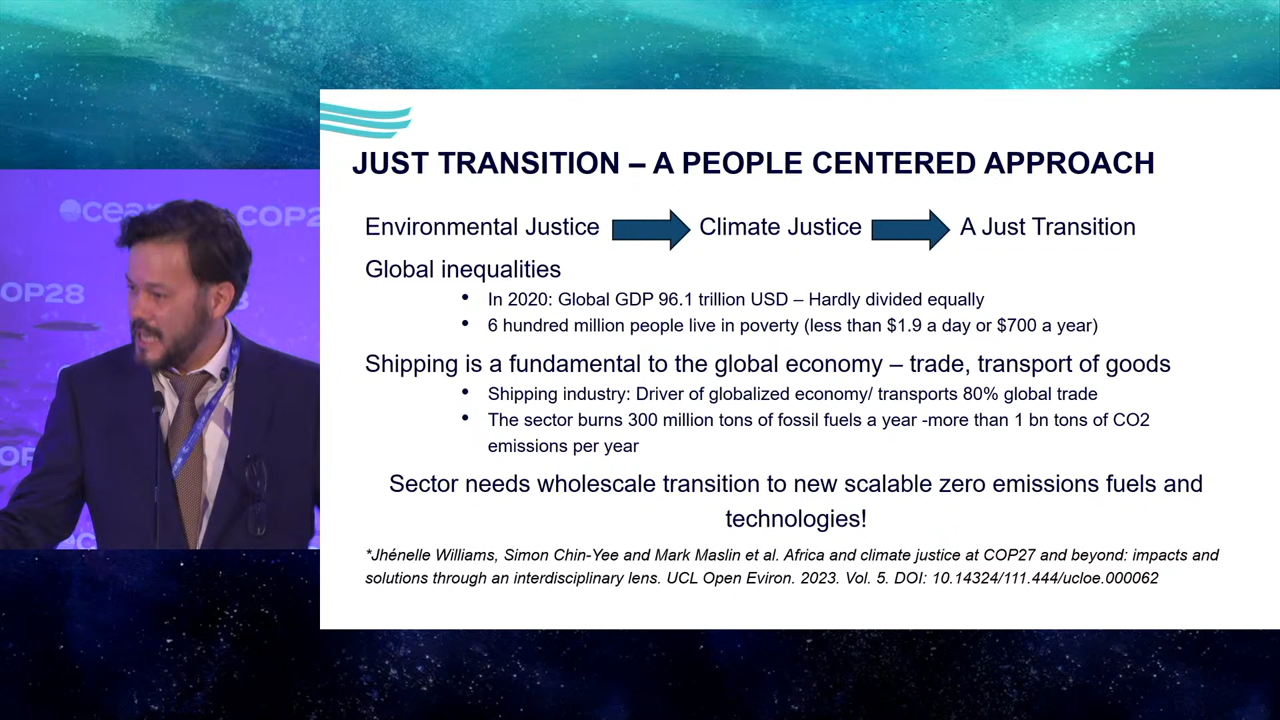 ocea
COP2
OP28
8
JUST TRANSITION – A PEOPLE CENTERED APPROACH
Environmental Justice Climate Justice A Just Transition
Global inequalities
• In 2020: Global GDP 96.1 trillion USD – Hardly divided equally
• 6 hundred million people live in poverty (less than $1.9 a day or $700 a year)
Shipping is a fundamental to the global economy – trade, transport of goods
• Shipping industry: Driver of globalized economy/ transports 80% global trade
• The sector burns 300 million tons of fossil fuels a year -more than 1 bn tons of CO2
emissions per year
Sector needs wholescale transition to new scalable zero emissions fuels and
technologies!
*Jhénelle Williams, Simon Chin-Yee and Mark Maslin et al. Africa and climate justice at COP27 and beyond: impacts and
solutions through an interdisciplinary lens. UCL Open Eviron. 2023. Vol. 5. DOI: 10.14324/111.444/ucloe.000062